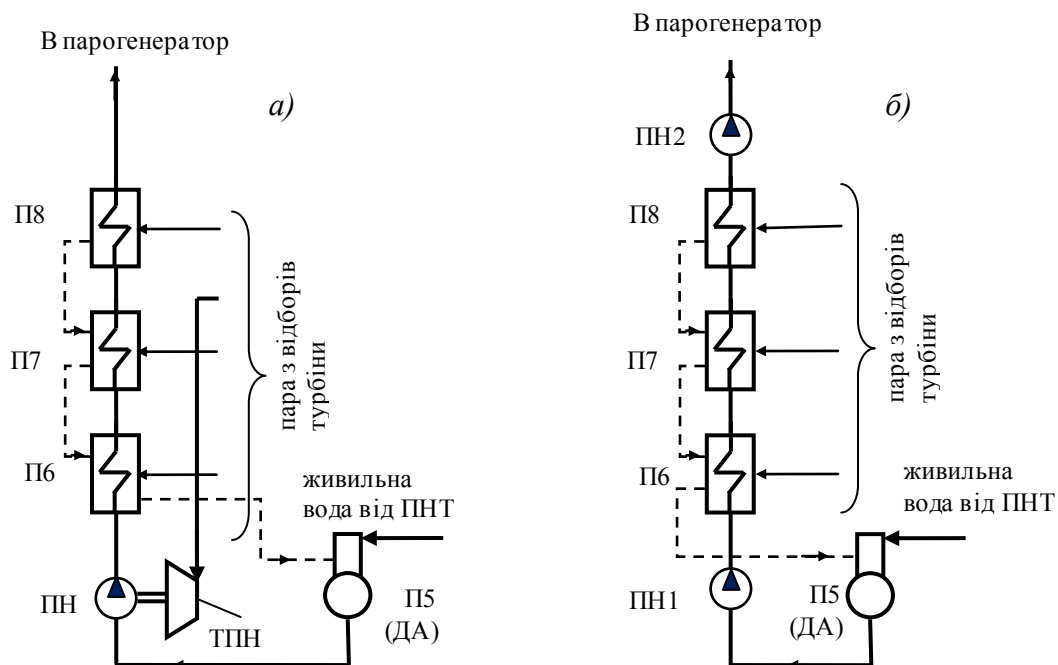 В парогенератор
а)
П8
П7
П6
пара з відборів
турбіни
живильна
вода від ПНТ
ПН
ТПН
П5
(ДА)
В парогенератор
б)
ПН2
П8
П7
П6
пара з відборів
турбіни
живильна
вода від ПНТ
ПН1
П5
(ДА)